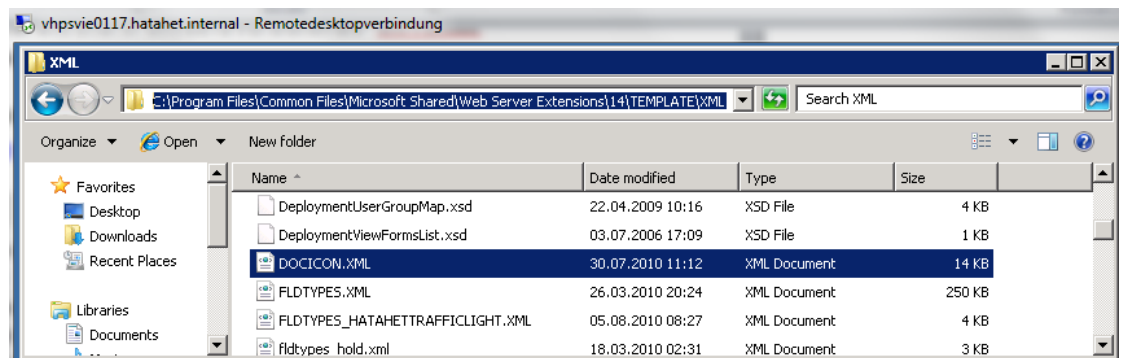 vhpsvie0117.hatahet.internal - Remotedesktopverbindung
XML
C:\Program Files\Common Files\Microsoft Shared\Web Server Extensions\14\TEMPLATE\XML Search XML
Organize Open New folder
Favorites
Desktop
Downloads
Recent Places
Libraries
Documents
Name Date modified Type Size
DeploymentUserGroupMap.xsd 22.04.2009 10:16 XSD File 4 KB
DeploymentViewFormsList.xsd 03.07.2006 17:09 XSD File 1 KB
DOCICON.XML 30.07.2010 11:12 XML Document 14 KB
FLDTYPES.XML 26.03.2010 20:24 XML Document 250 KB
FLDTYPES_HATAHETTRAFFICLIGHT.XML 05.08.2010 08:27 XML Document 4 KB
fldtypes_hold.xml 18.03.2010 02:31 XML Document 3 KB